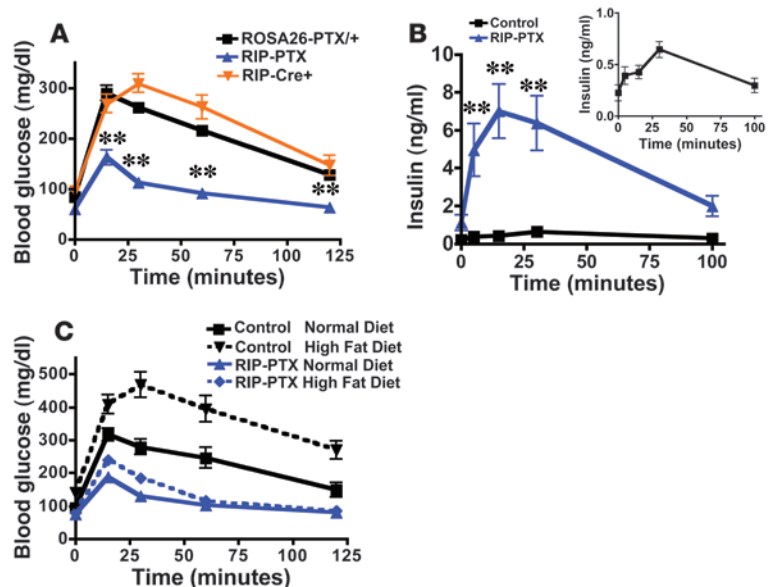 A
ROSA26-PTX/+
RIP-PTX
RIP-Cre+
Blood glucose (mg/dl)
300
200
100
0
**
**
**
**
0 25 50 75 100 125
Time (minutes)
B
Control
RIP-PTX
Insulin (ng/ml)
10
8
6
4
2
0
**
**
**
0 25 50 75 100
Time (minutes)
Insulin (ng/ml)
1.0
0.5
0.0
0 25 50 75 100
Time (minutes)
C
Control Normal Diet
Control High Fat Diet
RIP-PTX Normal Diet
RIP-PTX High Fat Diet
Blood glucose (mg/dl)
500
400
300
200
100
0
0 25 50 75 100 125
Time (minutes)